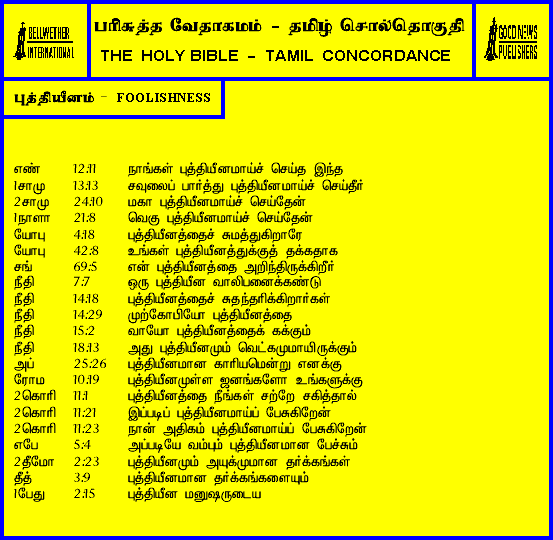 BELLWETHER
INTERNATIONAL
பரிசுத்த வேதாகமம் - தமிழ் சொல்தொகுதி
THE HOLY BIBLE - TAMIL CONCORDANCE
GOOD NEWS
PUBLISHERS
புத்தியீனம் - FOOLISHNESS
எண் 12:11 நாங்கள் புத்தியீனமாய்ச் செய்த இந்த
1சாமு 13:13 சவுலைப் பார்த்து புத்தியீனமாய்ச் செய்தீர்
2சாமு 24:10 மகா புத்தியீனமாய்ச் செய்தேன்
1நாளா 21:8 வெகு புத்தியீனமாய்ச் செய்தேன்
யோபு 4:18 புத்தியீனத்தைச் சுமத்துகிறாரே
யோபு 42:8 உங்கள் புத்தியீனத்துக்குத் தக்கதாக
சங் 69:5 என் புத்தியீனத்தை அறிந்திருக்கிறீர்
நீதி 7:7 ஒரு புத்தியீன வாலிபனைக்கண்டு
நீதி 14:18 புத்தியீனத்தைச் சுதந்தரிக்கிறார்கள்
நீதி 14:29 முற்கோபியோ புத்தியீனத்தை
நீதி 15:2 வாயோ புத்தியீனத்தைக் கக்கும்
நீதி 18:13 அது புத்தியீனமும் வெட்கமுமாயிருக்கும்
அப் 25:26 புத்தியீனமான காரியமென்று எனக்கு
ரோம 10:19 புத்தியீனமுள்ள ஜனங்களோ உங்களுக்கு
2கொரி 11:1 புத்தியீனத்தை நீங்கள் சற்றே சகித்தால்
2கொரி 11:21 இப்படிப் புத்தியீனமாய்ப் பேசுகிறேன்
2கொரி 11:23 நான் அதிகம் புத்தியீனமாய்ப் பேசுகிறேன்
எபே 5:4 அப்படியே வம்பும் புத்தியீனமான பேச்சும்
2தீமோ 2:23 புத்தியீனமும் அயுக்முமான தர்க்கங்கள்
தீத் 3:9 புத்தியீனமான தர்க்கங்களையும்
1பேது 2:15 புத்தியீன மனுஷருடைய